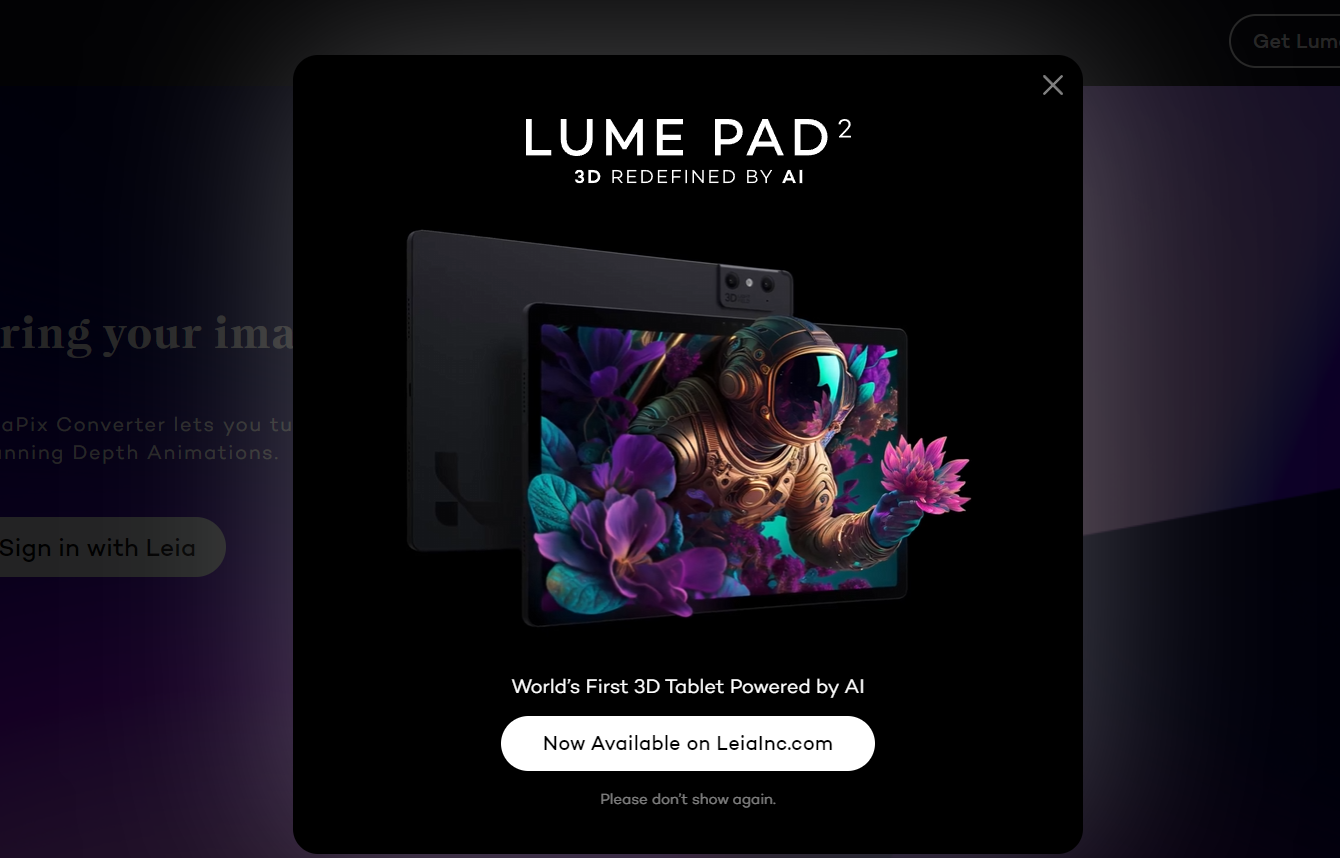 Get Lum
LUME PAD 2
3D REDEFINED BY AI
3D
ring your ima
aPix Converter lets you tu
nning Depth Animations.
Sign in with Leia
World's First 3D Tablet Powered by AI
Now Available on LeiaInc.com
Please don't show again.